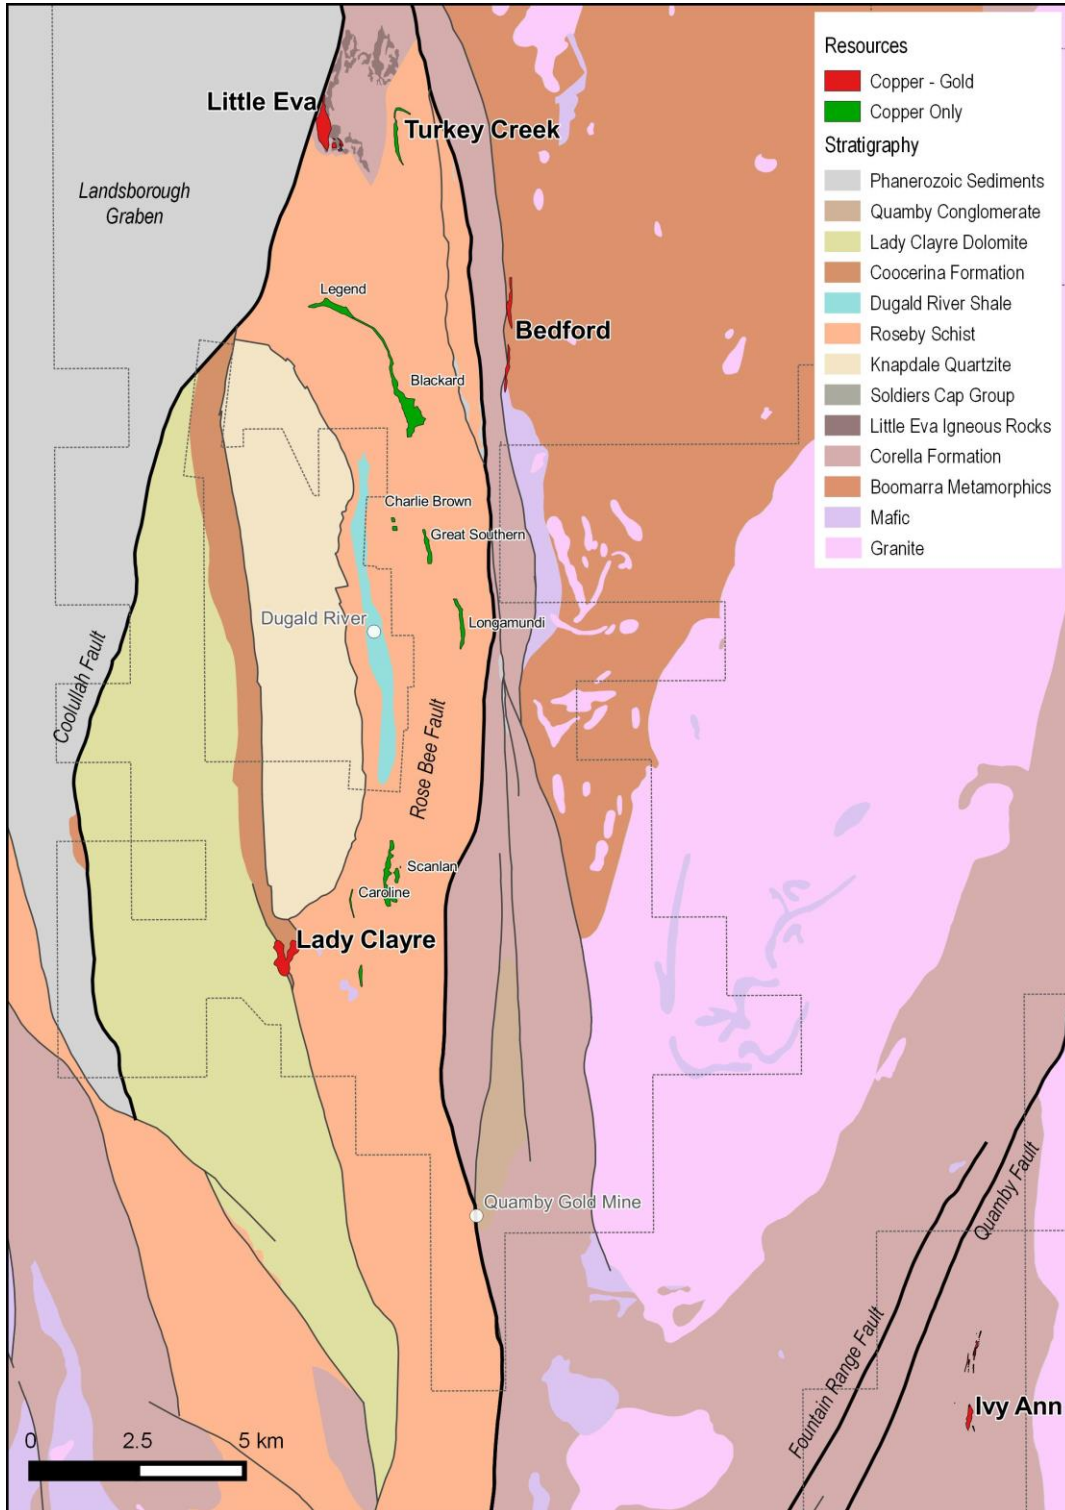 Little Eva
Turkey Creek
Landsborough
Graben
Legend
Bedford
Blackard
Charlie Brown
Great Southern
Dugald River
Longamundi
Coolullah Fault
Rose Bee Fault
Scanlan
Caroline
Lady Clayre
Quamby Gold Mine
Quamby Fault
Fountain Range Fault
Ivy Ann
0
2.5
5 km
Resources
Copper - Gold
Copper Only
Stratigraphy
Phanerozoic Sediments
Quamby Conglomerate
Lady Clayre Dolomite
Coocerina Formation
Dugald River Shale
Roseby Schist
Knapdale Quartzite
Soldiers Cap Group
Little Eva Igneous Rocks
Corella Formation
Boomarra Metamorphics
Mafic
Granite